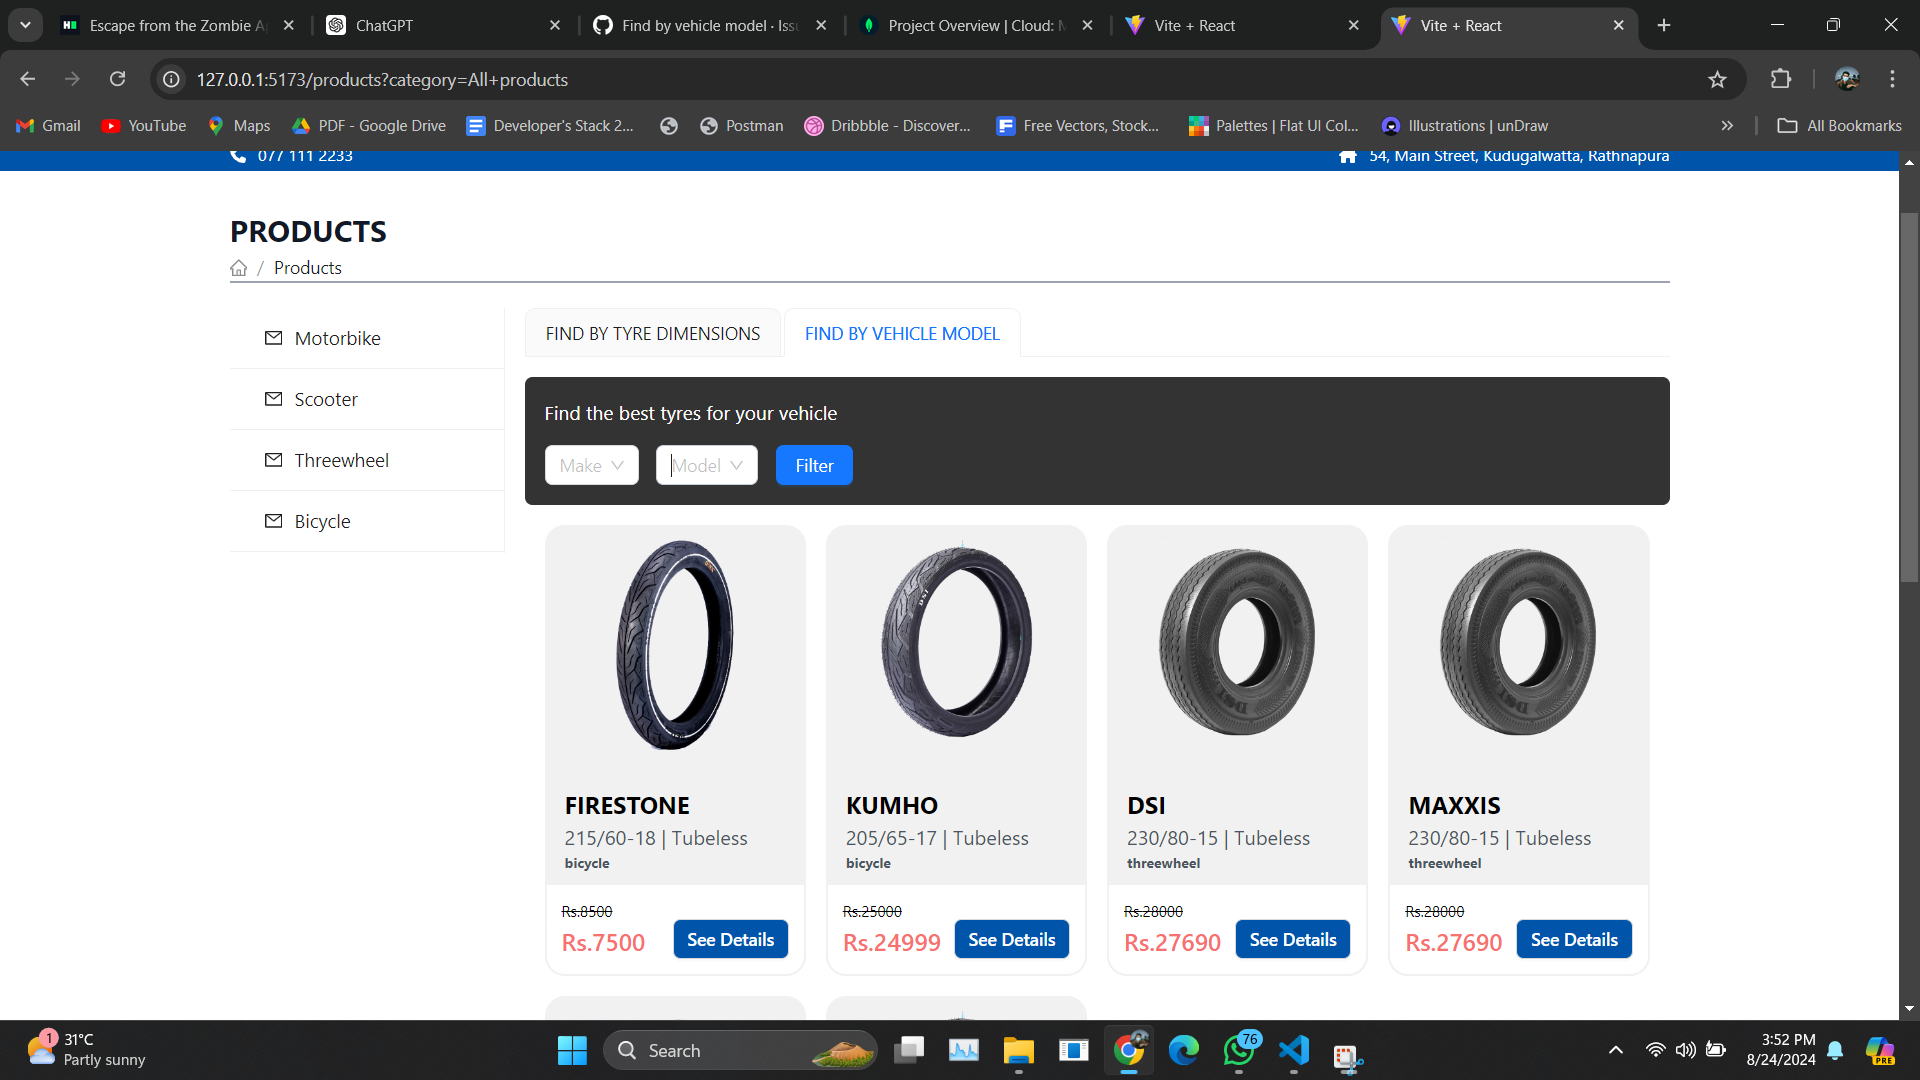 Escape from the Zombie A
ChatGPT
Find by vehicle model · Iss
Project Overview | Cloud: M
Vite + React
Vite + React
127.0.0.1:5173/products?category=All+products
Gmail
YouTube
Maps
PDF - Google Drive
Developer's Stack 2...
Postman
Dribbble - Discover...
Free Vectors, Stock...
Palettes | Flat UI Col...
Illustrations | unDraw
All Bookmarks
077 111 2233
54, Main Street, Kudugalwatta, Rathnapura
PRODUCTS
/ Products
Motorbike
Scooter
Threewheel
Bicycle
FIND BY TYRE DIMENSIONS
FIND BY VEHICLE MODEL
Find the best tyres for your vehicle
Make
Model
Filter
FIRESTONE
215/60-18 | Tubeless
bicycle
Rs.8500
Rs.7500
See Details
KUMHO
205/65-17 | Tubeless
bicycle
Rs.25000
Rs.24999
See Details
DSI
230/80-15 | Tubeless
threewheel
Rs.28000
Rs.27690
See Details
MAXXIS
230/80-15 | Tubeless
threewheel
Rs.28000
Rs.27690
See Details
1
31°C
Partly sunny
Search
76
3:52 PM
8/24/2024
PRE